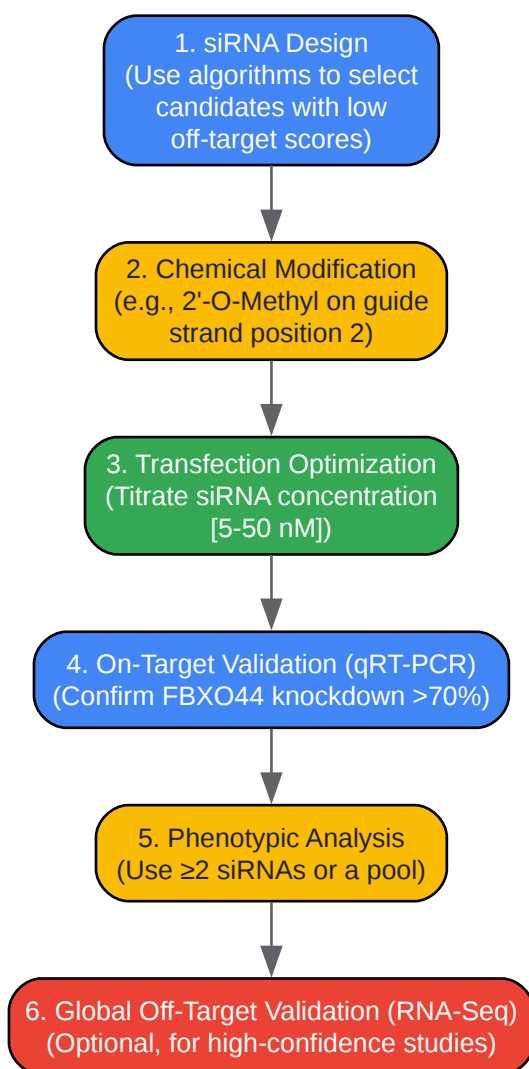 1. siRNA Design
(Use algorithms to select
candidates with low
off-target scores)
2. Chemical Modification
(e.g., 2'-O-Methyl on guide
strand position 2)
3. Transfection Optimization
(Titrate siRNA concentration
[5-50 nM])
4. On-Target Validation (qRT-PCR)
(Confirm FBXO44 knockdown >70%)
5. Phenotypic Analysis
(Use ≥2 siRNAs or a pool)
6. Global Off-Target Validation (RNA-Seq)
(Optional, for high-confidence studies)